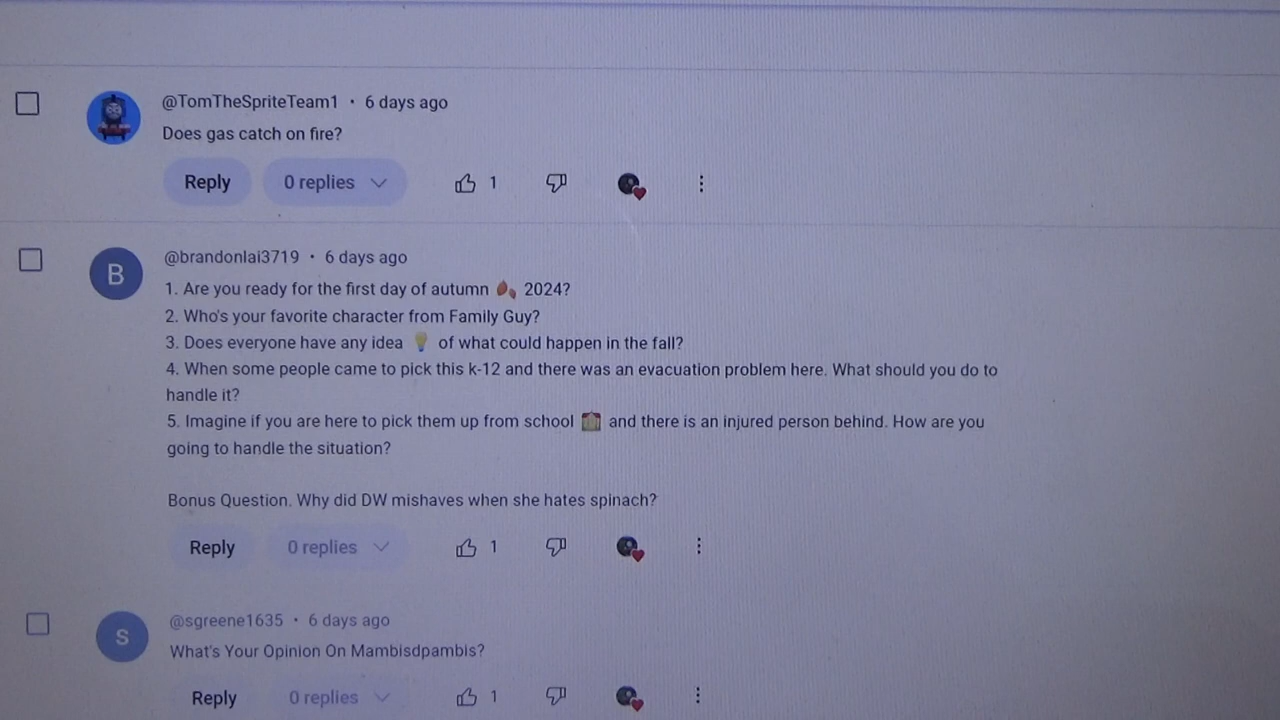 @TomTheSpriteTeam1 • 6 days ago
Does gas catch on fire?
Reply 0 replies 1
@brandonlai3719 • 6 days ago
B
1. Are you ready for the first day of autumn 🍂 2024?
2. Who's your favorite character from Family Guy?
3. Does everyone have any idea 💡 of what could happen in the fall?
4. When some people came to pick this k-12 and there was an evacuation problem here. What should you do to
handle it?
5. Imagine if you are here to pick them up from school 🏫 and there is an injured person behind. How are you
going to handle the situation?
Bonus Question. Why did DW mishaves when she hates spinach?
Reply 0 replies 1
@sgreene1635 • 6 days ago
S
What's Your Opinion On Mambisdpambis?
Reply 0 replies 1